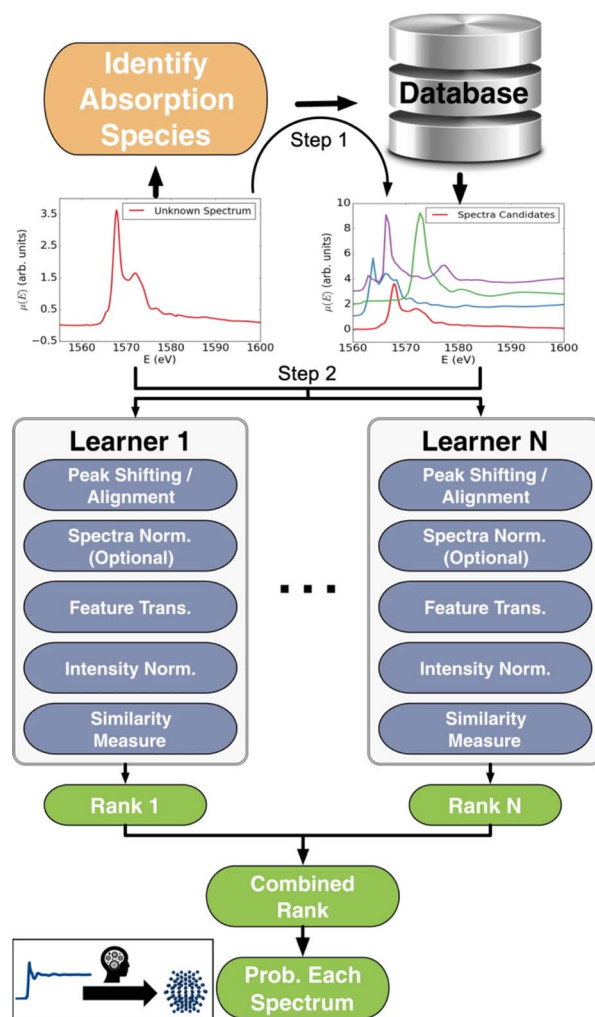 Identify
Absorption
Species
Database
Step 1
Unknown Spectrum
μ(E) (arb. units)
3.5
2.5
1.5
0.5
−0.5
1560 1570 1580 1590 1600
E (eV)
Spectra Candidates
μ(E) (arb. units)
10
8
6
4
2
0
1560 1570 1580 1590 1600
E (eV)
Step 2
Learner 1
Peak Shifting /
Alignment
Spectra Norm.
(Optional)
Feature Trans.
Intensity Norm.
Similarity
Measure
Rank 1
Learner N
Peak Shifting /
Alignment
Spectra Norm.
(Optional)
Feature Trans.
Intensity Norm.
Similarity
Measure
Rank N
Combined
Rank
Prob. Each
Spectrum